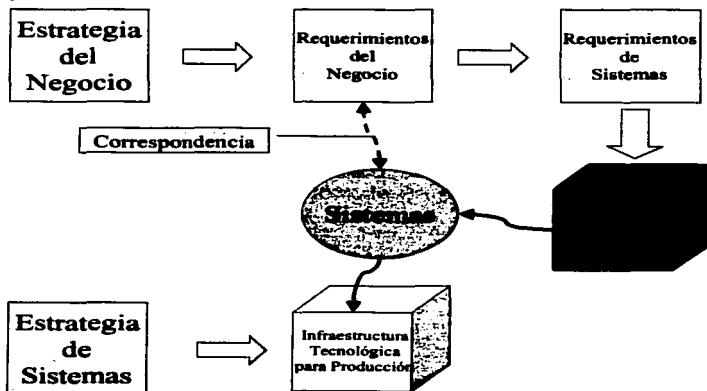 Estrategia
del
Negocio
Requerimientos
del
Negocio
Requerimientos
de
Sistemas
Correspondencia
Sistemas
Estrategia
de
Sistemas
Infraestructura
Tecnológica
para Producción